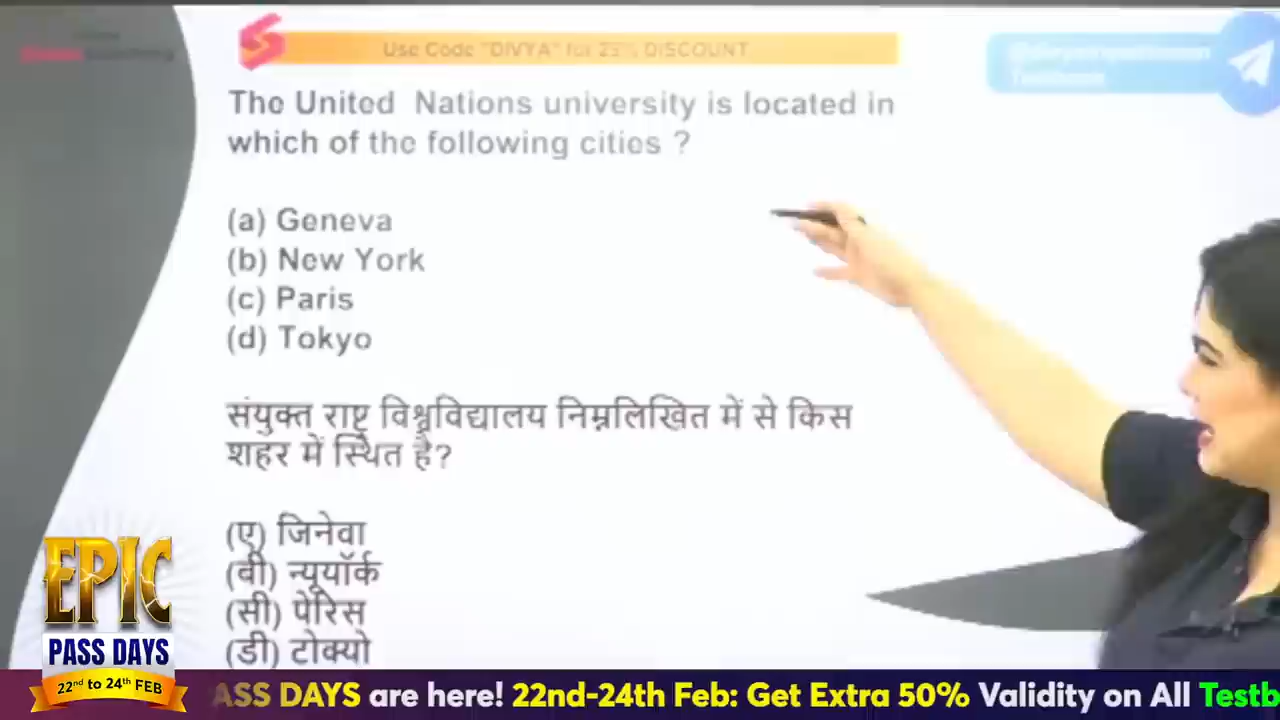 Use Code "DIVYA" for 25% DISCOUNT
The United Nations university is located in
which of the following cities ?
(a) Geneva
(b) New York
(c) Paris
(d) Tokyo
संयुक्त राष्ट्र विश्वविद्यालय निम्नलिखित में से किस
शहर में स्थित है?
(ए) जिनेवा
(बी) न्यूयॉर्क
(सी) पेरिस
(डी) टोक्यो
EPIC
PASS DAYS
22nd to 24th FEB
ASS DAYS are here! 22nd-24th Feb: Get Extra 50% Validity on All Testb